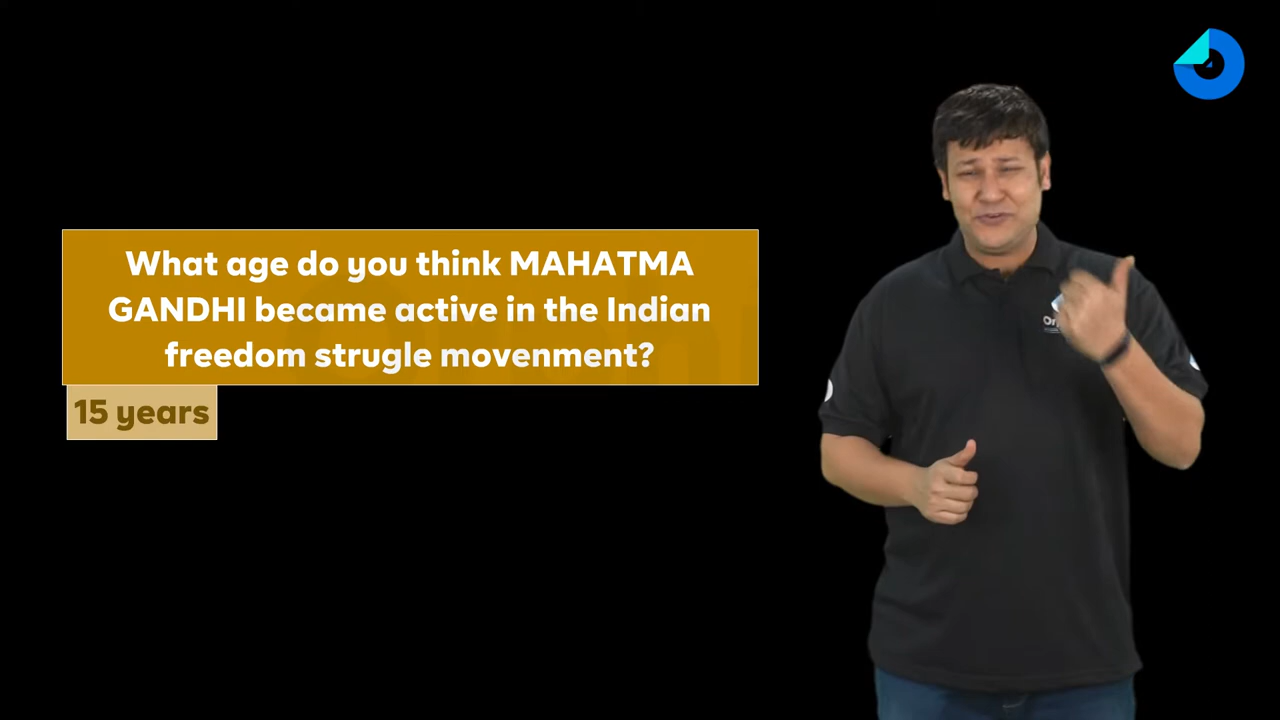 What age do you think MAHATMA
GANDHI became active in the Indian
freedom strugle movenment?
15 years